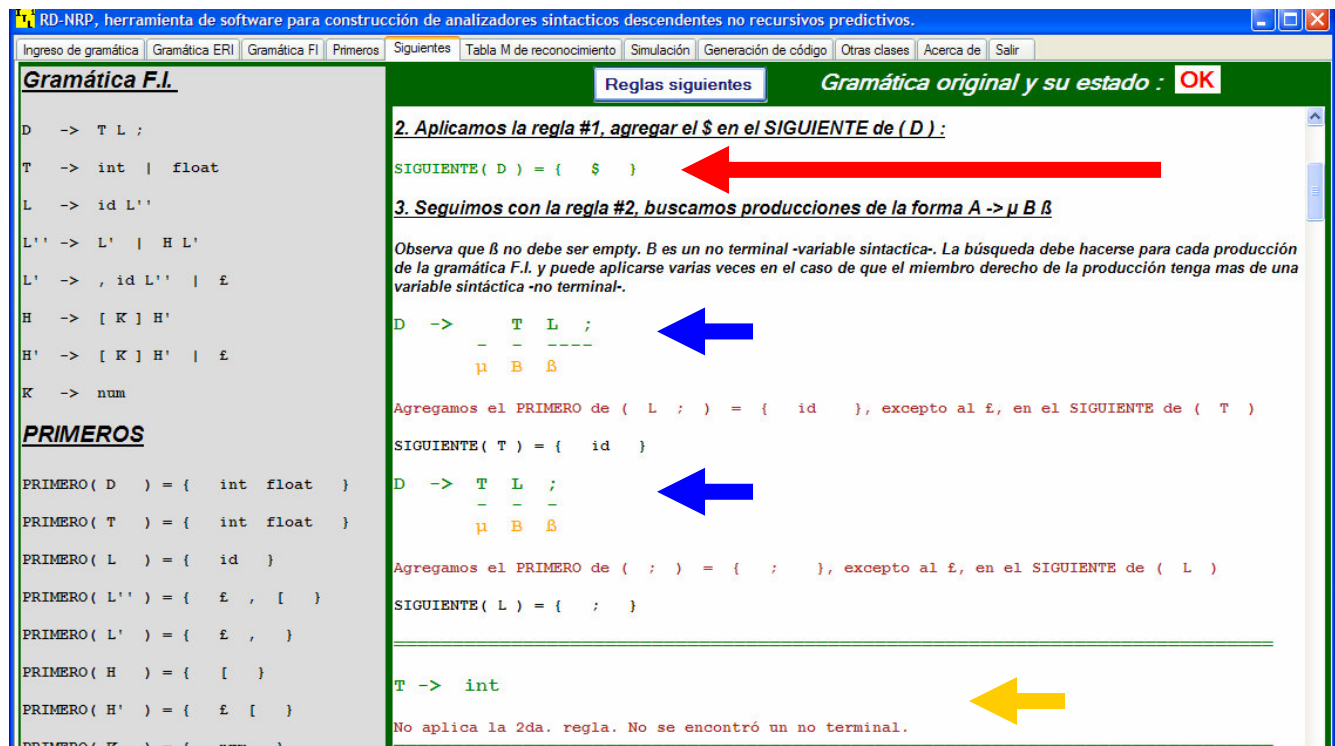 RD-NRP, herramienta de software para construcción de analizadores sintacticos descendentes no recursivos predictivos.
Ingreso de gramática Gramática ERI Gramática FI Primeros Siguientes Tabla M de reconocimiento Simulación Generación de código Otras clases Acerca de Salir
Gramática F.I.
D -> T L ;
T -> int | float
L -> id L''
L'' -> L' | H L'
L' -> , id L'' | £
H -> [ K ] H'
H' -> [ K ] H' | £
K -> num
PRIMEROS
PRIMERO( D ) = { int float }
PRIMERO( T ) = { int float }
PRIMERO( L ) = { id }
PRIMERO( L'' ) = { £ , [ }
PRIMERO( L' ) = { £ , }
PRIMERO( H ) = { [ }
PRIMERO( H' ) = { £ [ }
Reglas siguientes
Gramática original y su estado : OK
2. Aplicamos la regla #1, agregar el $ en el SIGUIENTE de ( D ) :
SIGUIENTE( D ) = { $ }
3. Seguimos con la regla #2, buscamos producciones de la forma A -> µ B ß
Observa que ß no debe ser empty. B es un no terminal -variable sintactica-. La búsqueda debe hacerse para cada producción
de la gramática F.I. y puede aplicarse varias veces en el caso de que el miembro derecho de la producción tenga mas de una
variable sintáctica -no terminal-.
D -> T L ;
- - ----
µ B ß
Agregamos el PRIMERO de ( L ; ) = { id }, excepto al £, en el SIGUIENTE de ( T )
SIGUIENTE( T ) = { id }
D -> T L ;
- - -
µ B ß
Agregamos el PRIMERO de ( ; ) = { ; }, excepto al £, en el SIGUIENTE de ( L )
SIGUIENTE( L ) = { ; }
T -> int
No aplica la 2da. regla. No se encontró un no terminal.